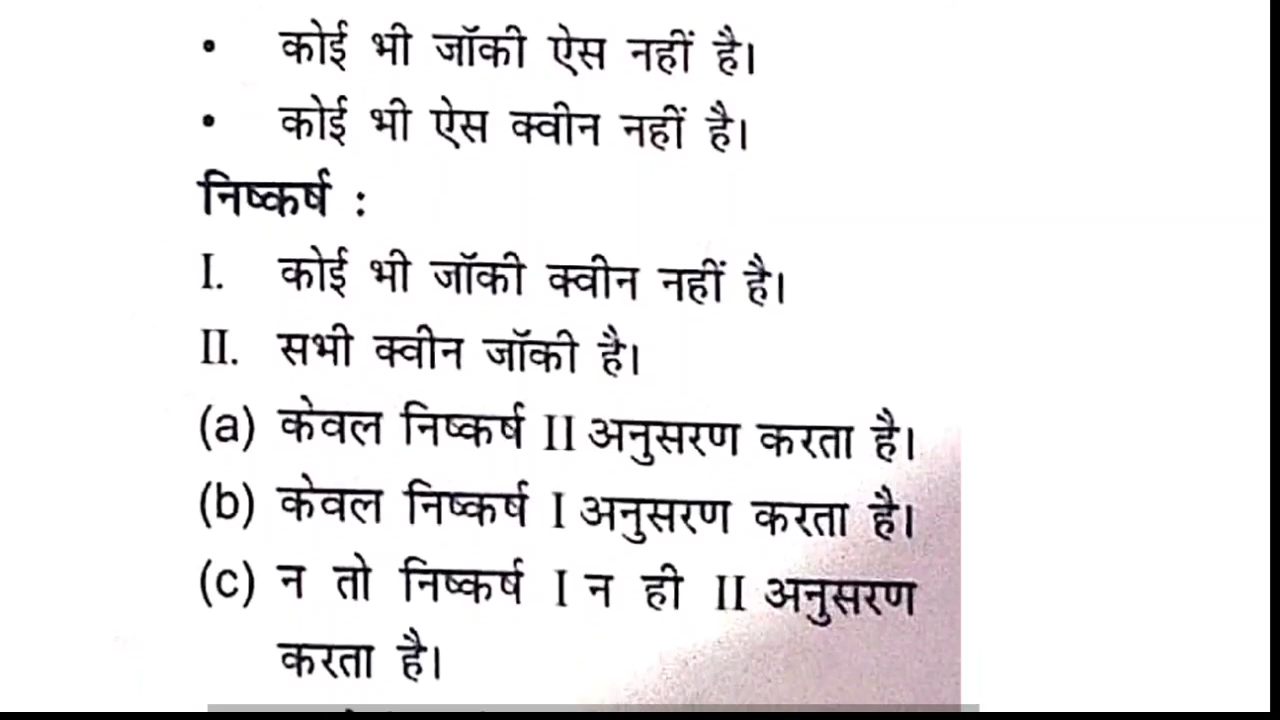 • कोई भी जॉकी ऐस नहीं है।
• कोई भी ऐस क्वीन नहीं है।
निष्कर्ष :
I. कोई भी जॉकी क्वीन नहीं है।
II. सभी क्वीन जॉकी है।
(a) केवल निष्कर्ष II अनुसरण करता है।
(b) केवल निष्कर्ष I अनुसरण करता है।
(c) न तो निष्कर्ष I न ही II अनुसरण
करता है।